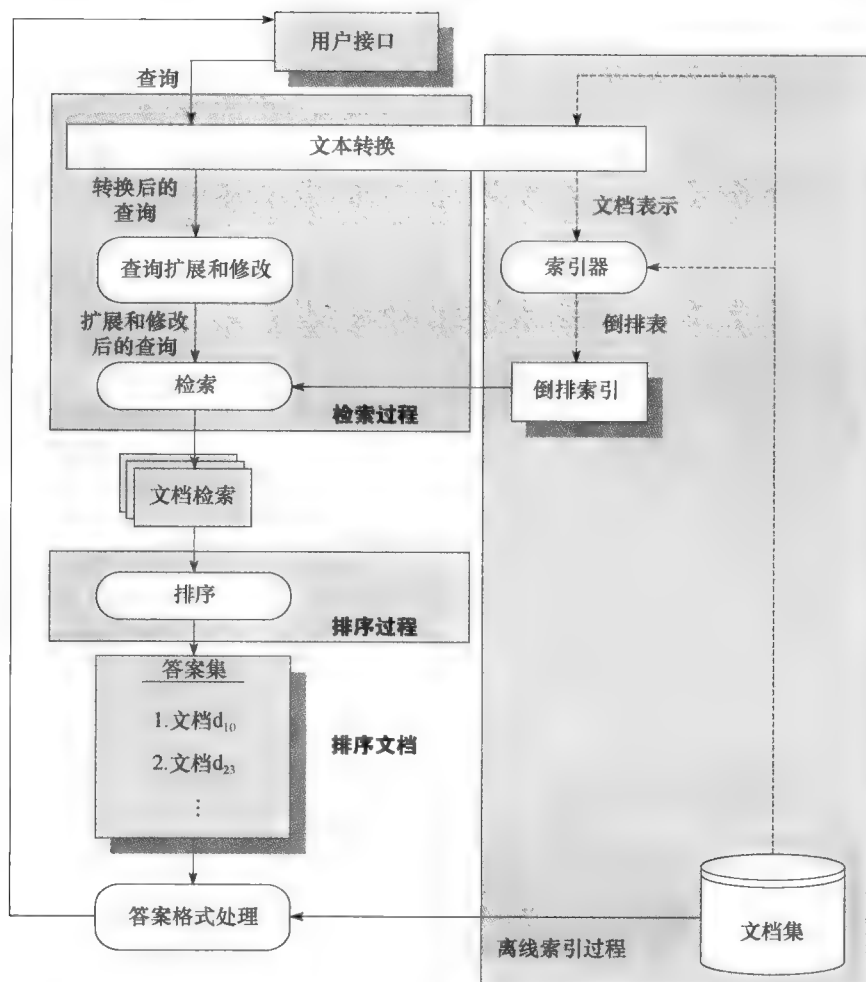 用户接口
查询
文本转换
转换后的
查询
文档表示
查询扩展和修改
索引器
扩展和修改
后的查询
倒排表
检索
倒排索引
检索过程
文档检索
排序
排序过程
答案集
1.文档d₁₀
2.文档d₂₃
⋮
排序文档
答案格式处理
离线索引过程
文档集